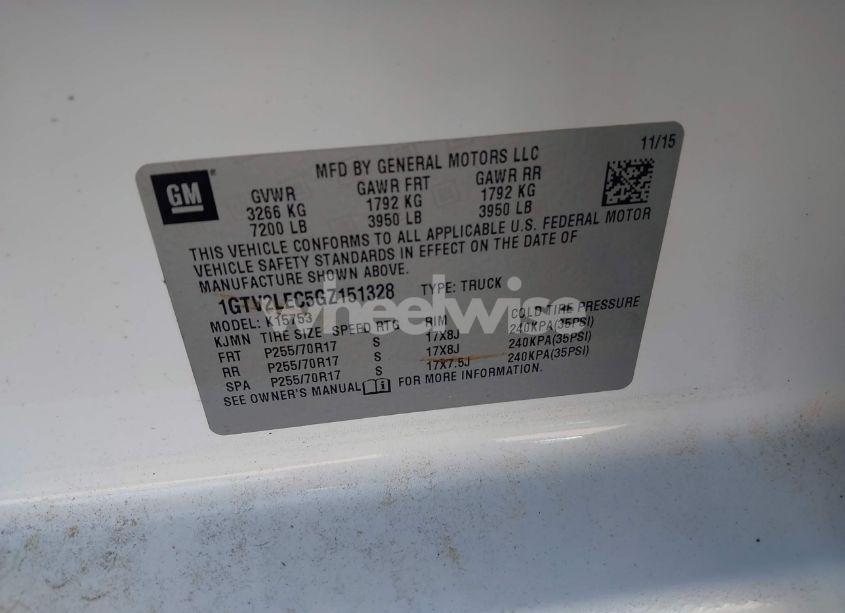 11/15
MFD BY GENERAL MOTORS LLC
GM
GVWR GAWR FRT GAWR RR
3266 KG 1792 KG 1792 KG
7200 LB 3950 LB 3950 LB
THIS VEHICLE CONFORMS TO ALL APPLICABLE U.S. FEDERAL MOTOR
VEHICLE SAFETY STANDARDS IN EFFECT ON THE DATE OF
MANUFACTURE SHOWN ABOVE.
1GTV2LEC5GZ151328 TYPE: TRUCK
MODEL: K15753
KJMN TIRE SIZE SPEED RTG RIM COLD TIRE PRESSURE
FRT P255/70R17 S 17X8J 240KPA(35PSI)
RR P255/70R17 S 17X8J 240KPA(35PSI)
SPA P255/70R17 S 17X7.5J 240KPA(35PSI)
SEE OWNER'S MANUAL FOR MORE INFORMATION.
wheelwise